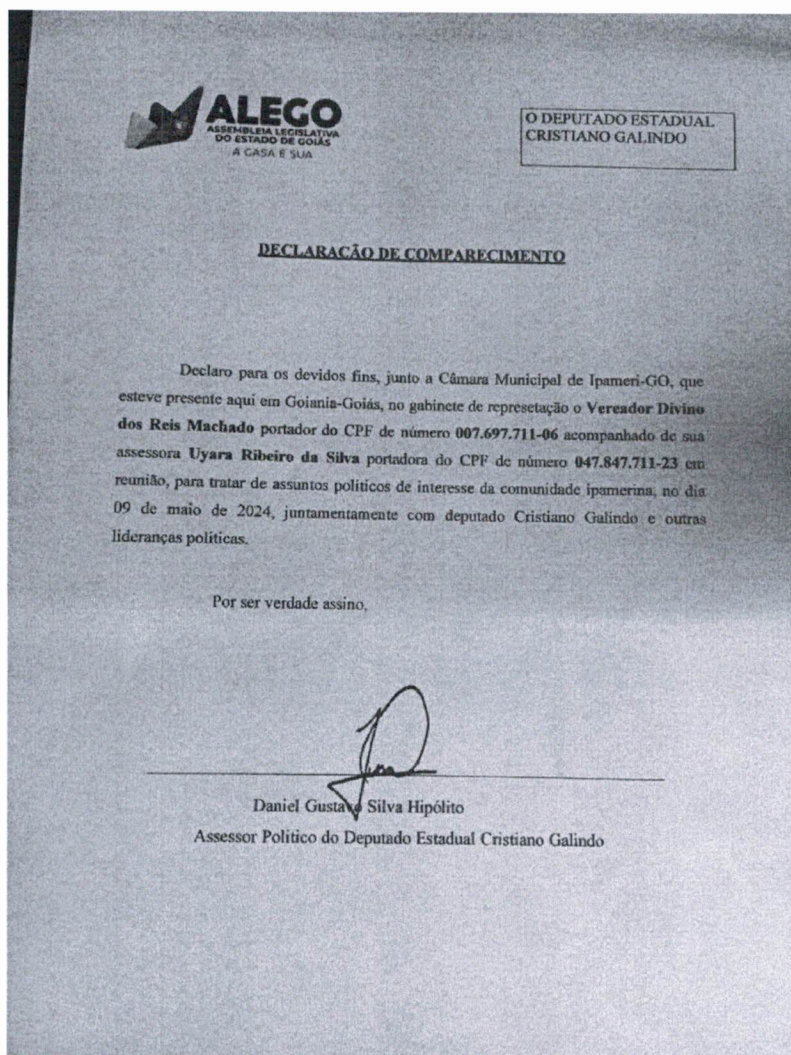 ALEGO
ASSEMBLEIA LEGISLATIVA
DO ESTADO DE GOIÁS
A CASA É SUA
O DEPUTADO ESTADUAL
CRISTIANO GALINDO
DECLARAÇÃO DE COMPARECIMENTO
Declaro para os devidos fins, junto a Câmara Municipal de Ipameri-GO, que
esteve presente aqui em Goiania-Goiás, no gabinete de represetação o Vereador Divino
dos Reis Machado portador do CPF de número 007.697.711-06 acompanhado de sua
assessora Uyara Ribeiro da Silva portadora do CPF de número 047.847.711-23 em
reunião, para tratar de assuntos politicos de interesse da comunidade ipamerina, no dia
09 de maio de 2024, juntamentamente com deputado Cristiano Galindo e outras
lideranças politicas.
Por ser verdade assino,
Daniel Gustavo Silva Hipólito
Assessor Politico do Deputado Estadual Cristiano Galindo